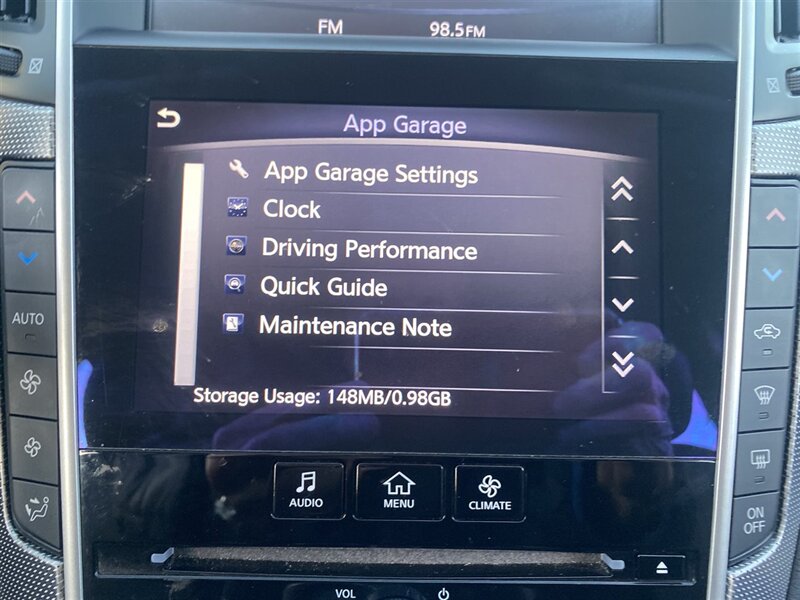 FM 98.5FM
App Garage
App Garage Settings
Clock
Driving Performance
Quick Guide
Maintenance Note
Storage Usage: 148MB/0.98GB
AUTO
AUDIO MENU CLIMATE
ON
OFF
VOL